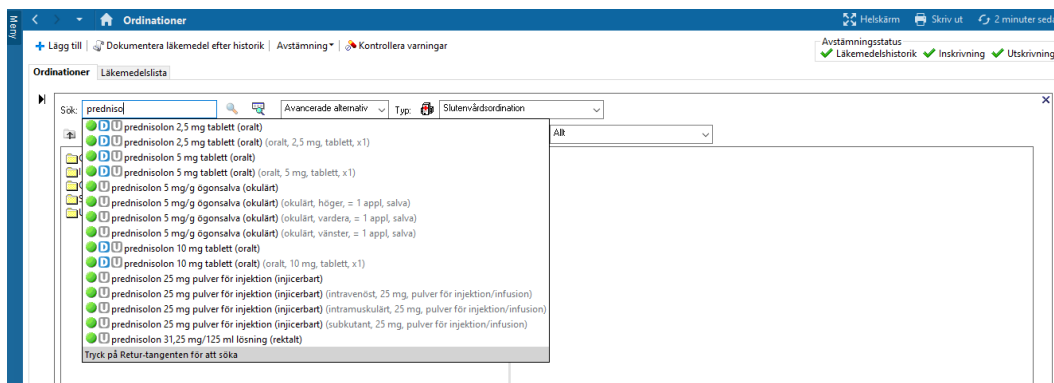 Meny
Ordinationer
Helskärm Skriv ut 2 minuter seda
Lägg till Dokumentera läkemedel efter historik Avstämning Kontrollera varningar
Avstämningsstatus
Läkemedelshistorik Inskrivning Utskrivning
Ordinationer Läkemedelslista
Sök: predniso Avancerade alternativ Typ: Slutenvårdsordination
Allt
D U prednisolon 2,5 mg tablett (oralt)
D U prednisolon 2,5 mg tablett (oralt) (oralt, 2,5 mg, tablett, x1)
D U prednisolon 5 mg tablett (oralt)
D U prednisolon 5 mg tablett (oralt) (oralt, 5 mg, tablett, x1)
U prednisolon 5 mg/g ögonsalva (okulärt)
U prednisolon 5 mg/g ögonsalva (okulärt) (okulärt, höger, = 1 appl, salva)
U prednisolon 5 mg/g ögonsalva (okulärt) (okulärt, vardera, = 1 appl, salva)
U prednisolon 5 mg/g ögonsalva (okulärt) (okulärt, vänster, = 1 appl, salva)
D U prednisolon 10 mg tablett (oralt)
D U prednisolon 10 mg tablett (oralt) (oralt, 10 mg, tablett, x1)
U prednisolon 25 mg pulver för injektion (injicerbart)
U prednisolon 25 mg pulver för injektion (injicerbart) (intravenöst, 25 mg, pulver för injektion/infusion)
U prednisolon 25 mg pulver för injektion (injicerbart) (intramuskulärt, 25 mg, pulver för injektion/infusion)
U prednisolon 25 mg pulver för injektion (injicerbart) (subkutant, 25 mg, pulver för injektion/infusion)
U prednisolon 31,25 mg/125 ml lösning (rektalt)
Tryck på Retur-tangenten för att söka